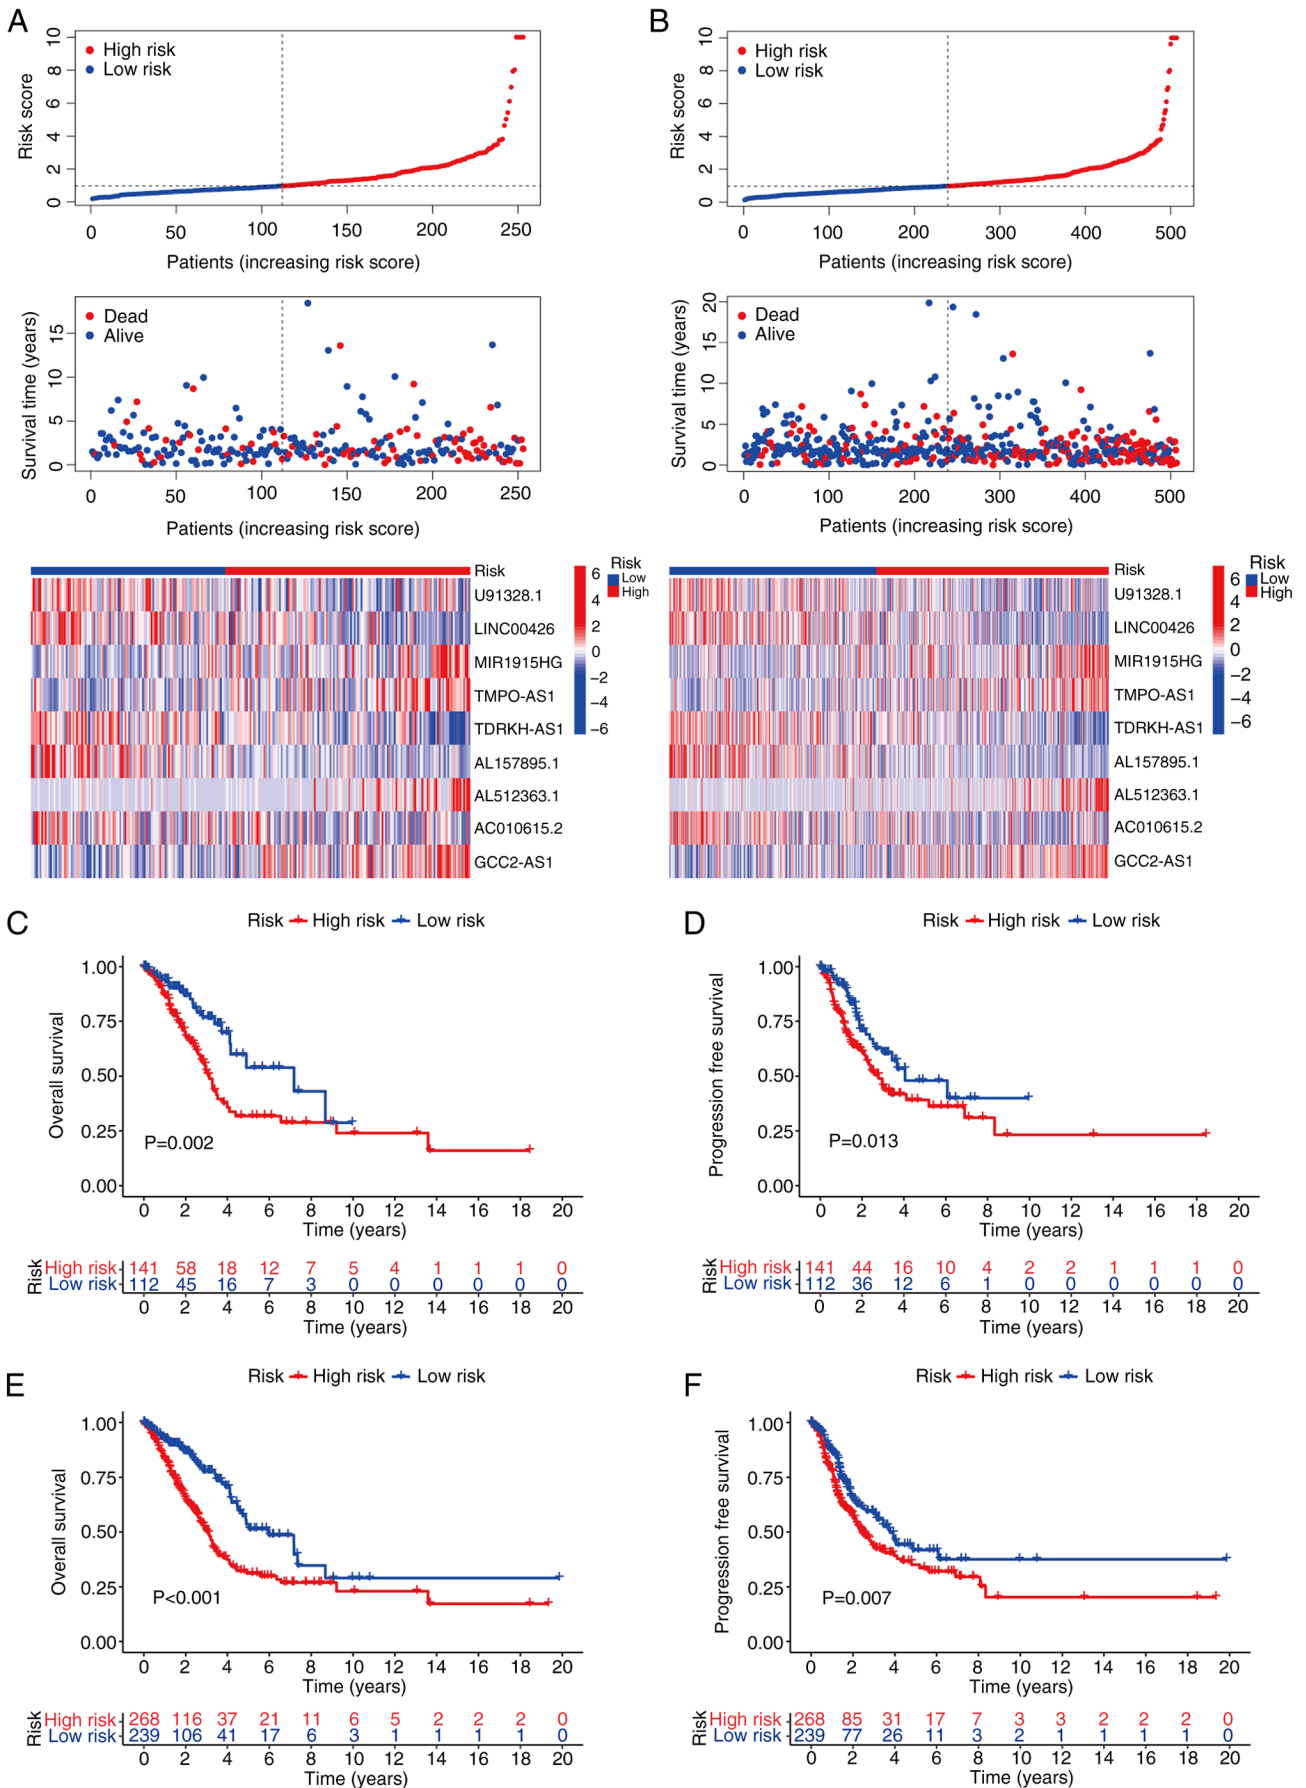 A
High risk
Low risk
Risk score
10
8
6
4
2
0
0 50 100 150 200 250
Patients (increasing risk score)
B
High risk
Low risk
Risk score
10
8
6
4
2
0
0 100 200 300 400 500
Patients (increasing risk score)
Dead
Alive
Survival time (years)
15
10
5
0
0 50 100 150 200 250
Patients (increasing risk score)
Dead
Alive
Survival time (years)
20
15
10
5
0
0 100 200 300 400 500
Patients (increasing risk score)
Risk
U91328.1
LINC00426
MIR1915HG
TMPO-AS1
TDRKH-AS1
AL157895.1
AL512363.1
AC010615.2
GCC2-AS1
6
4
2
0
−2
−4
−6
Risk
Low
High
Risk
U91328.1
LINC00426
MIR1915HG
TMPO-AS1
TDRKH-AS1
AL157895.1
AL512363.1
AC010615.2
GCC2-AS1
6
4
2
0
−2
−4
−6
Risk
Low
High
C
Risk High risk Low risk
Overall survival
1.00
0.75
0.50
0.25
0.00
P=0.002
0 2 4 6 8 10 12 14 16 18 20
Time (years)
Risk
High risk 141 58 18 12 7 5 4 1 1 1 0
Low risk 112 45 16 7 3 0 0 0 0 0 0
0 2 4 6 8 10 12 14 16 18 20
Time (years)
D
Risk High risk Low risk
Progression free survival
1.00
0.75
0.50
0.25
0.00
P=0.013
0 2 4 6 8 10 12 14 16 18 20
Time (years)
Risk
High risk 141 44 16 10 4 2 2 1 1 1 0
Low risk 112 36 12 6 1 0 0 0 0 0 0
0 2 4 6 8 10 12 14 16 18 20
Time (years)
E
Risk High risk Low risk
Overall survival
1.00
0.75
0.50
0.25
0.00
P<0.001
0 2 4 6 8 10 12 14 16 18 20
Time (years)
Risk
High risk 268 116 37 21 11 6 5 2 2 2 0
Low risk 239 106 41 17 6 3 1 1 1 1 0
0 2 4 6 8 10 12 14 16 18 20
Time (years)
F
Risk High risk Low risk
Progression free survival
1.00
0.75
0.50
0.25
0.00
P=0.007
0 2 4 6 8 10 12 14 16 18 20
Time (years)
Risk
High risk 268 85 31 17 7 3 3 2 2 2 0
Low risk 239 77 26 11 3 2 1 1 1 1 0
0 2 4 6 8 10 12 14 16 18 20
Time (years)